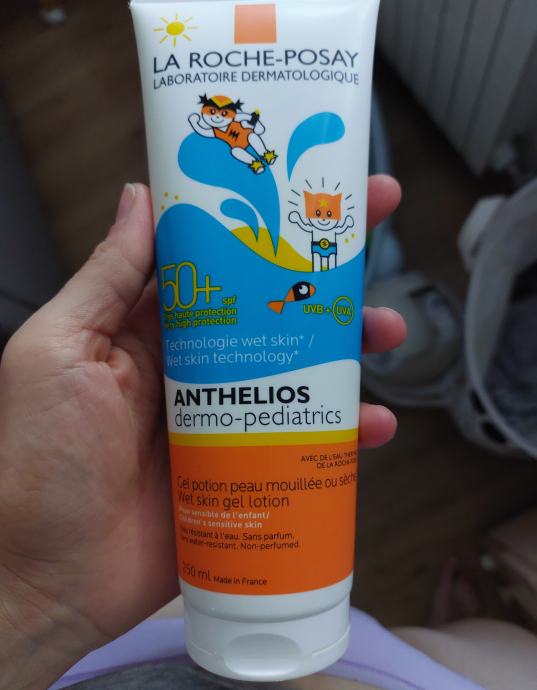 LA ROCHE-POSAY
LABORATOIRE DERMATOLOGIQUE
50+ spf
très haute protection
very high protection
UVB + UVA
Technologie wet skin* /
Wet skin technology*
ANTHELIOS
dermo-pediatrics
AVEC DE L'EAU THERM
DE LA ROCHE-POS
Gel potion peau mouillée ou sèche
Wet skin gel lotion
Peau sensible de l'enfant/
Children's sensitive skin
Très résistant à l'eau. Sans parfum.
Very water-resistant. Non-perfumed.
250 ml Made in France